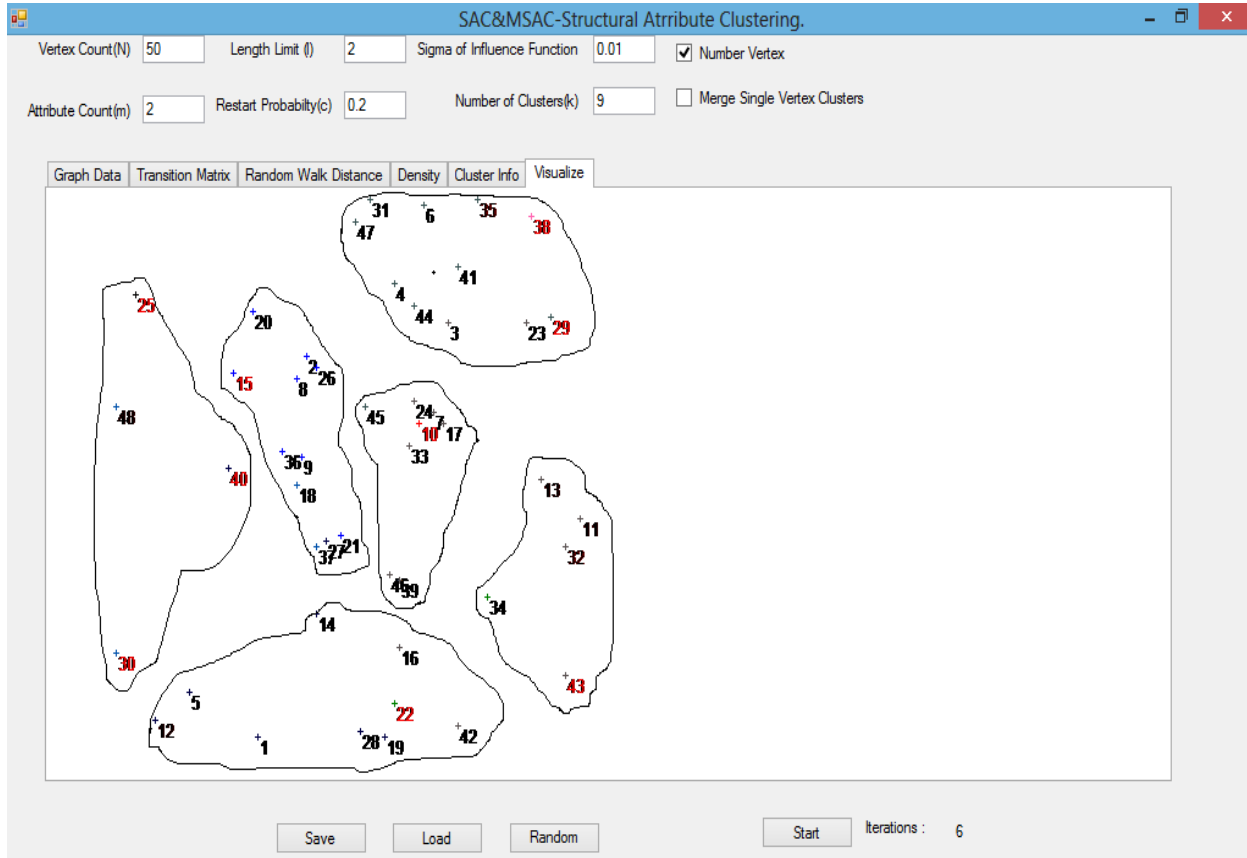 SAC&MSAC-Structural Atrribute Clustering.
Vertex Count(N) 50 Length Limit (l) 2 Sigma of Influence Function 0.01 Number Vertex
Attribute Count(m) 2 Restart Probabilty(c) 0.2 Number of Clusters(k) 9 Merge Single Vertex Clusters
Graph Data Transition Matrix Random Walk Distance Density Cluster Info Visualize
31 6 35
47 38
41
25 4
44
20 3 23 29
2
15 8 26
48 45 24 7
10 17
33
36 9
40
18 13
11
37 27 21 32
46 39
34
14
16
30 43
5
22
12
1 28 19 42
Save Load Random Start Iterations : 6